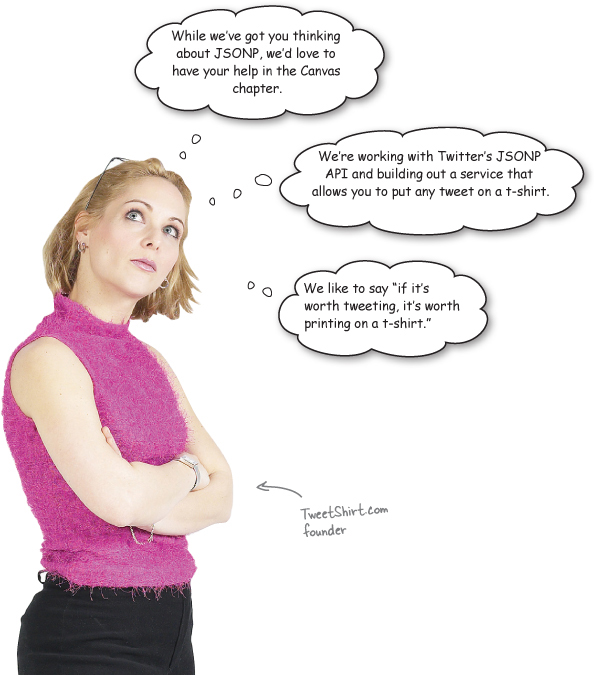 While we've got you thinking
about JSONP, we'd love to
have your help in the Canvas
chapter.
We're working with Twitter's JSONP
API and building out a service that
allows you to put any tweet on a t-shirt.
We like to say “if it's
worth tweeting, it's worth
printing on a t-shirt.”
TweetShirt.com
founder